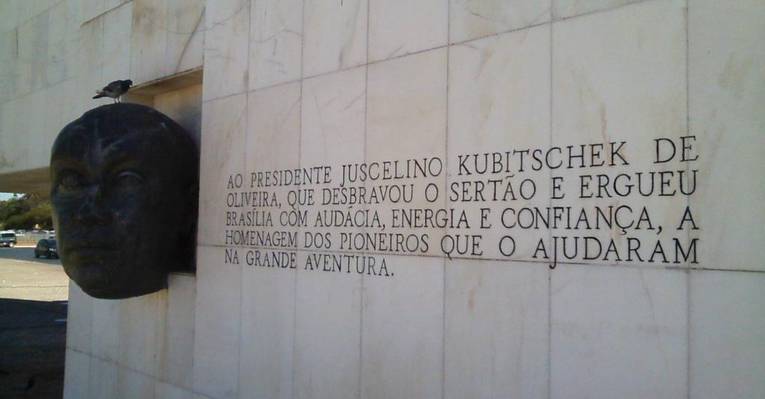 AO PRESIDENTE JUSCELINO KUBITSCHEK DE
OLIVEIRA, QUE DESBRAVOU O SERTÃO E ERGUEU
BRASÍLIA COM AUDÁCIA, ENERGIA E CONFIANÇA, A
HOMENAGEM DOS PIONEIROS QUE O AJUDARAM
NA GRANDE AVENTURA.